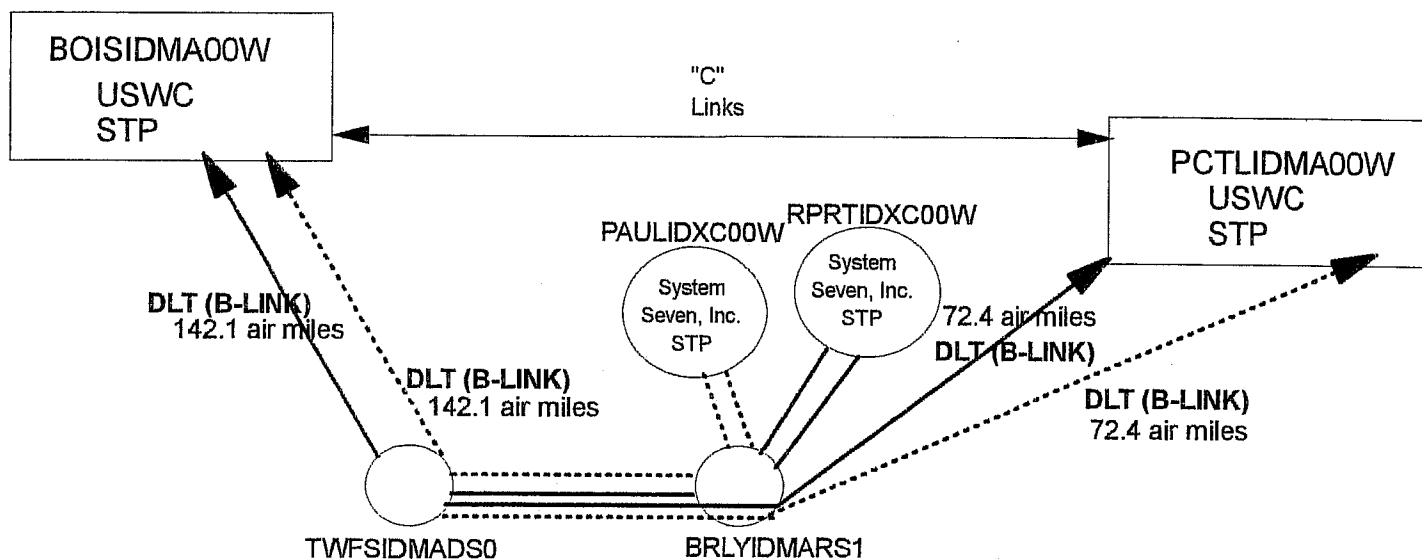 BOISIDMA00W
USWC
STP
"C"
Links
PCTLIDMA00W
USWC
STP
PAULIDXC00W
RPRTIDXC00W
System
Seven, Inc.
STP
System
Seven, Inc.
STP
DLT (B-LINK)
142.1 air miles
DLT (B-LINK)
142.1 air miles
72.4 air miles
DLT (B-LINK)
DLT (B-LINK)
72.4 air miles
TWFSIDMADS0
BRLYIDMARS1